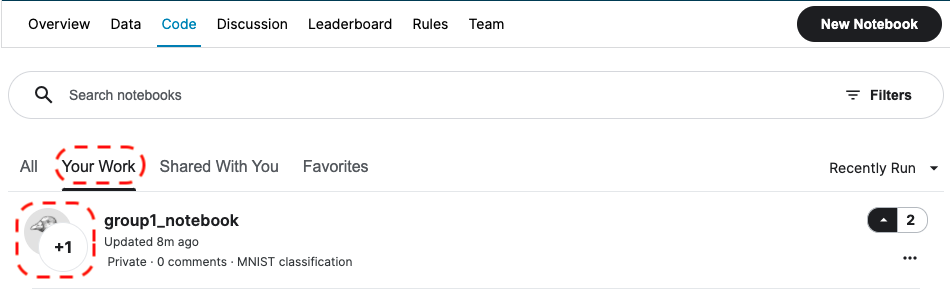 Overview Data Code Discussion Leaderboard Rules Team New Notebook
Search notebooks Filters
All Your Work Shared With You Favorites Recently Run
+1 group1_notebook 2
Updated 8m ago
Private · 0 comments · MNIST classification